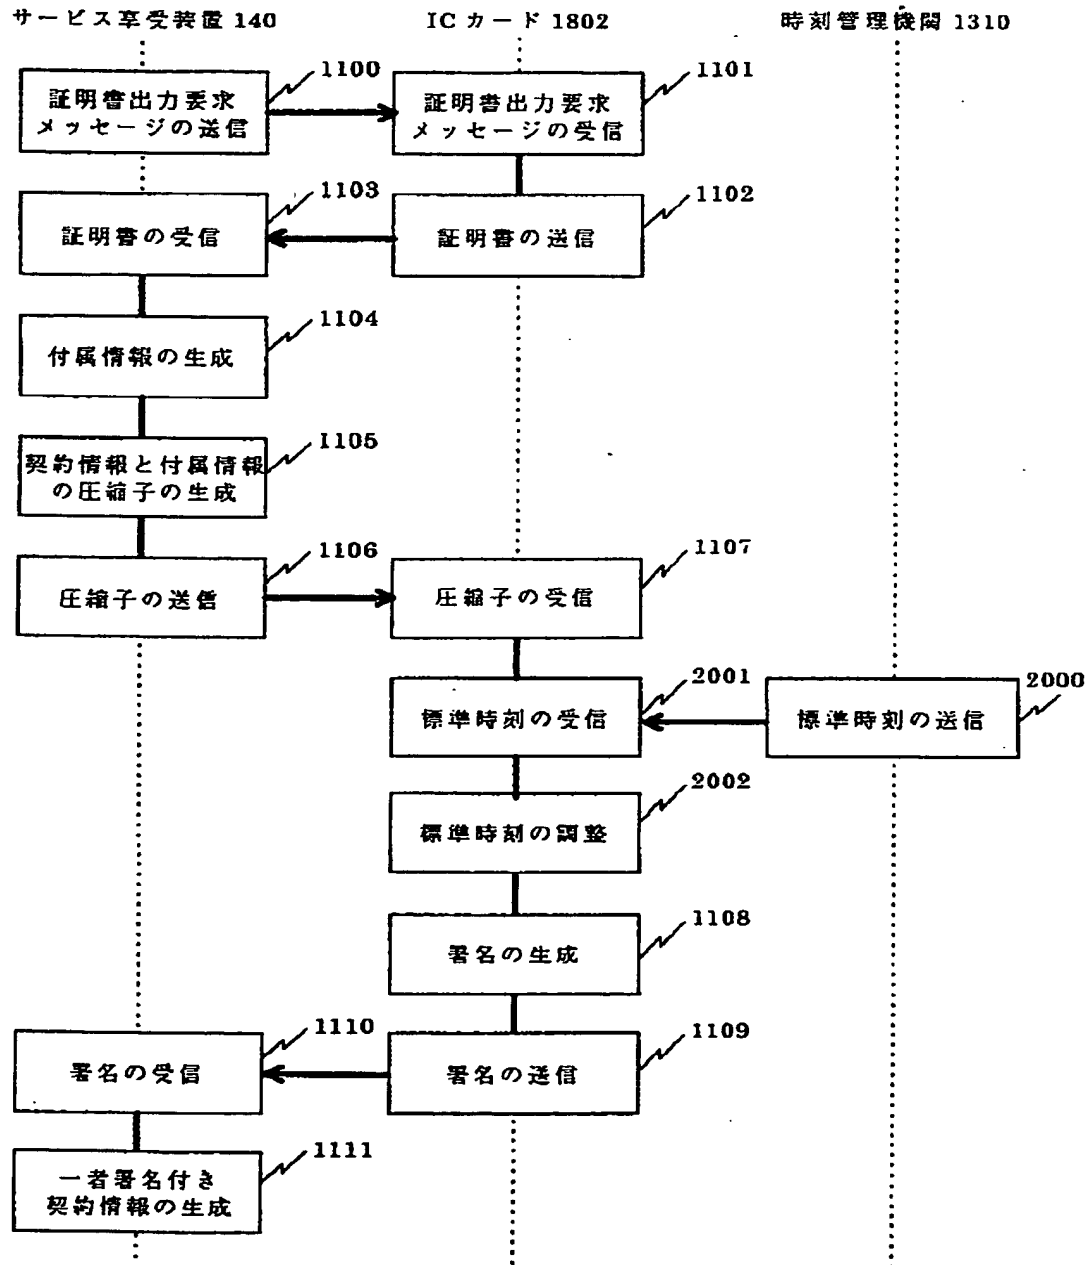 サービス享受装置 140
ICカード 1802
時刻管理機関 1310
1100
証明書出力要求
メッセージの送信
1101
証明書出力要求
メッセージの受信
1103
証明書の受信
1102
証明書の送信
1104
付属情報の生成
1105
契約情報と付属情報
の圧縮子の生成
1106
圧縮子の送信
1107
圧縮子の受信
2001
標準時刻の受信
2000
標準時刻の送信
2002
標準時刻の調整
1108
署名の生成
1110
署名の受信
1109
署名の送信
1111
一者署名付き
契約情報の生成